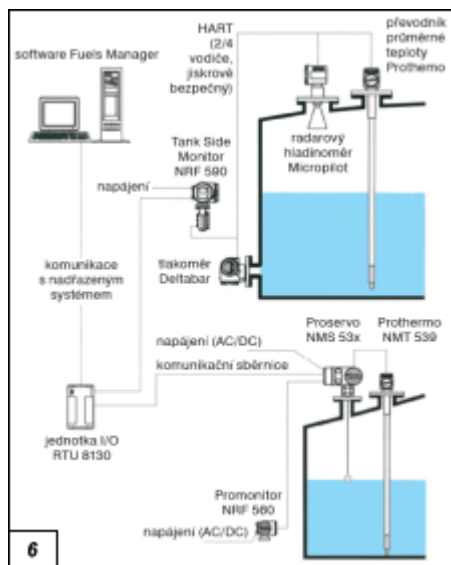 software Fuels Manager
HART
(2/4
vodiče,
jiskrově
bezpečný)
převodník
průměrné
teploty
Prothemo
Tank Side
Monitor
NRF 590
napájení
radarový
hladinoměr
Micropilot
komunikace
s nadřazeným
systémem
tlakoměr
Deltabar
Proservo
NMS 53x
Prothermo
NMT 539
napájení (AC/DC)
komunikační sběrnice
jednotka I/O
RTU 8130
Promonitor
NRF 560
napájení (AC/DC)
6